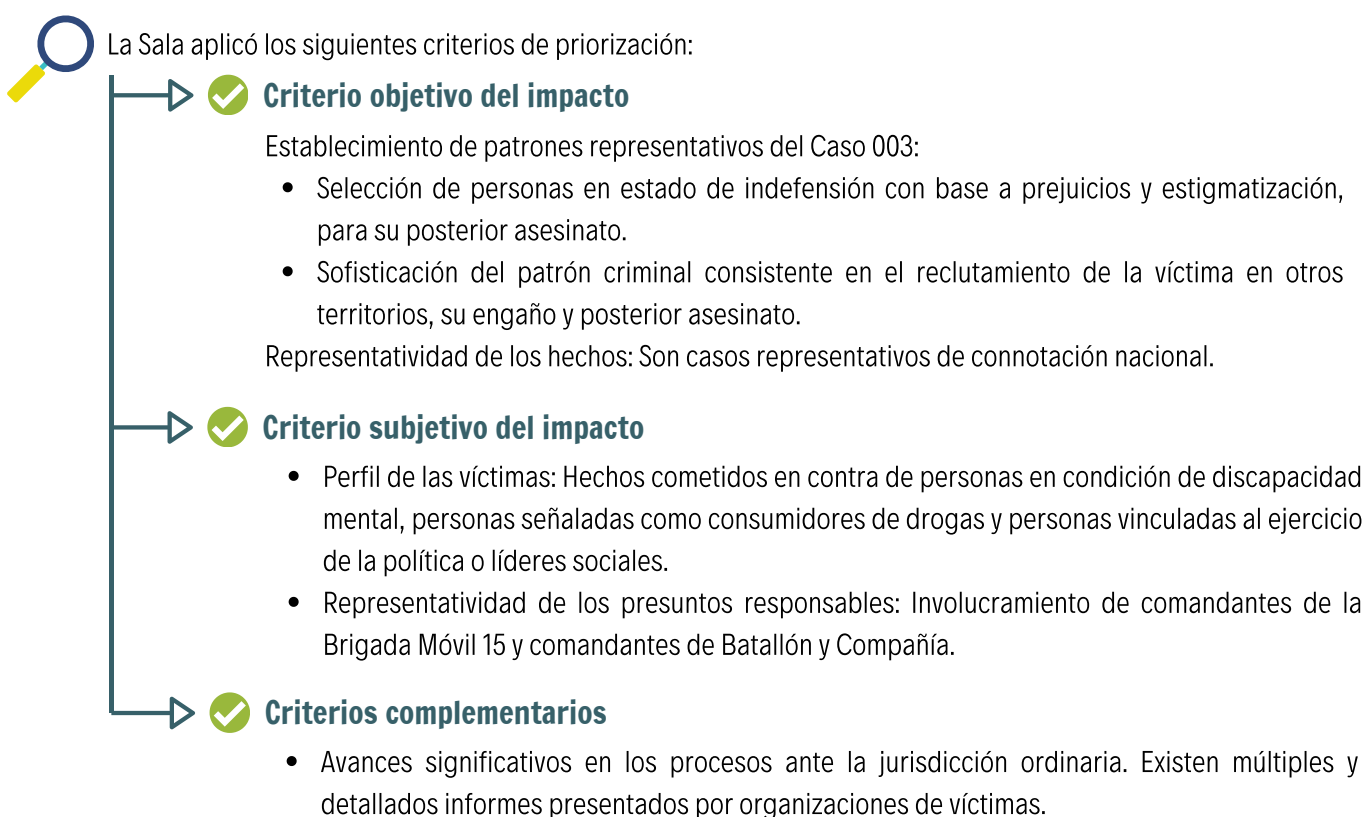 La Sala aplicó los siguientes criterios de priorización:
Criterio objetivo del impacto
Establecimiento de patrones representativos del Caso 003:
• Selección de personas en estado de indefensión con base a prejuicios y estigmatización,
para su posterior asesinato.
• Sofisticación del patrón criminal consistente en el reclutamiento de la víctima en otros
territorios, su engaño y posterior asesinato.
Representatividad de los hechos: Son casos representativos de connotación nacional.
Criterio subjetivo del impacto
• Perfil de las víctimas: Hechos cometidos en contra de personas en condición de discapacidad
mental, personas señaladas como consumidores de drogas y personas vinculadas al ejercicio
de la política o líderes sociales.
• Representatividad de los presuntos responsables: Involucramiento de comandantes de la
Brigada Móvil 15 y comandantes de Batallón y Compañía.
Criterios complementarios
• Avances significativos en los procesos ante la jurisdicción ordinaria. Existen múltiples y
detallados informes presentados por organizaciones de víctimas.